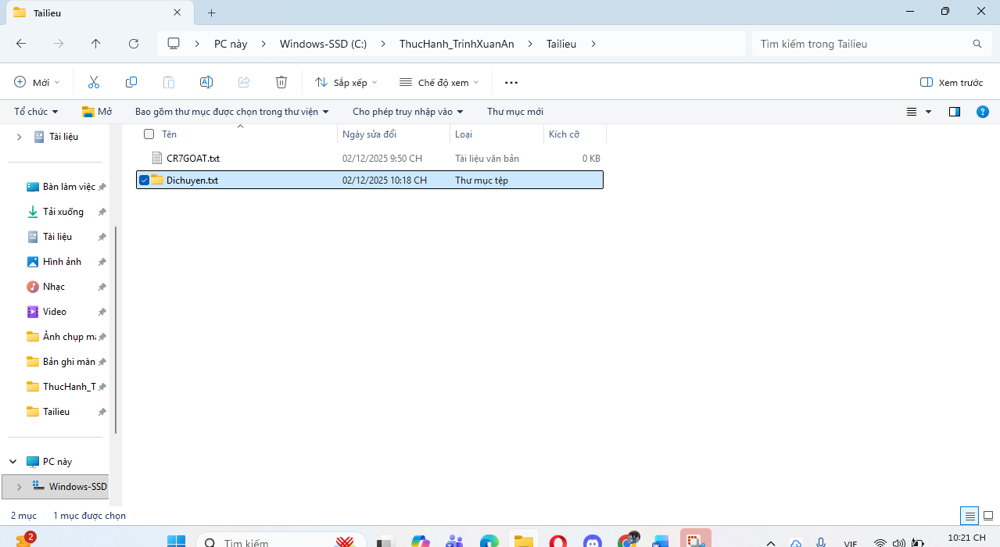 Tailieu
PC này
Windows-SSD (C:)
ThucHanh_TrinhXuanAn
Tailieu
Tìm kiếm trong Tailieu
Mới
Sắp xếp
Chế độ xem
Xem trước
Tổ chức
Mở
Bao gồm thư mục được chọn trong thư viện
Cho phép truy nhập vào
Thư mục mới
Tài liệu
Bàn làm việc
Tải xuống
Tài liệu
Hình ảnh
Nhạc
Video
Ảnh chụp mà
Bản ghi màn
ThucHanh_T
Tailieu
PC này
Windows-SSD
Tên
Ngày sửa đổi
Loại
Kích cỡ
CR7GOAT.txt
02/12/2025 9:50 CH
Tài liệu văn bản
0 KB
Dichuyen.txt
02/12/2025 10:18 CH
Thư mục tệp
2 mục
1 mục được chọn
2
Tìm kiếm
VIE
10:21 CH